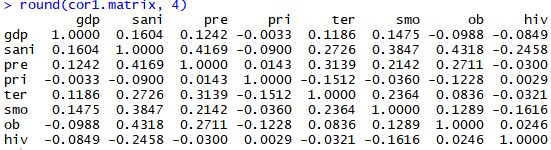 > round(cor1.matrix, 4)
gdp sani pre pri ter smo ob hiv
gdp 1.0000 0.1604 0.1242 -0.0033 0.1186 0.1475 -0.0988 -0.0849
sani 0.1604 1.0000 0.4169 -0.0900 0.2726 0.3847 0.4318 -0.2458
pre 0.1242 0.4169 1.0000 0.0143 0.3139 0.2142 0.2711 -0.0300
pri -0.0033 -0.0900 0.0143 1.0000 -0.1512 -0.0360 -0.1228 0.0029
ter 0.1186 0.2726 0.3139 -0.1512 1.0000 0.2364 0.0836 -0.0321
smo 0.1475 0.3847 0.2142 -0.0360 0.2364 1.0000 0.1289 -0.1616
ob -0.0988 0.4318 0.2711 -0.1228 0.0836 0.1289 1.0000 0.0246
hiv -0.0849 -0.2458 -0.0300 0.0029 -0.0321 -0.1616 0.0246 1.0000